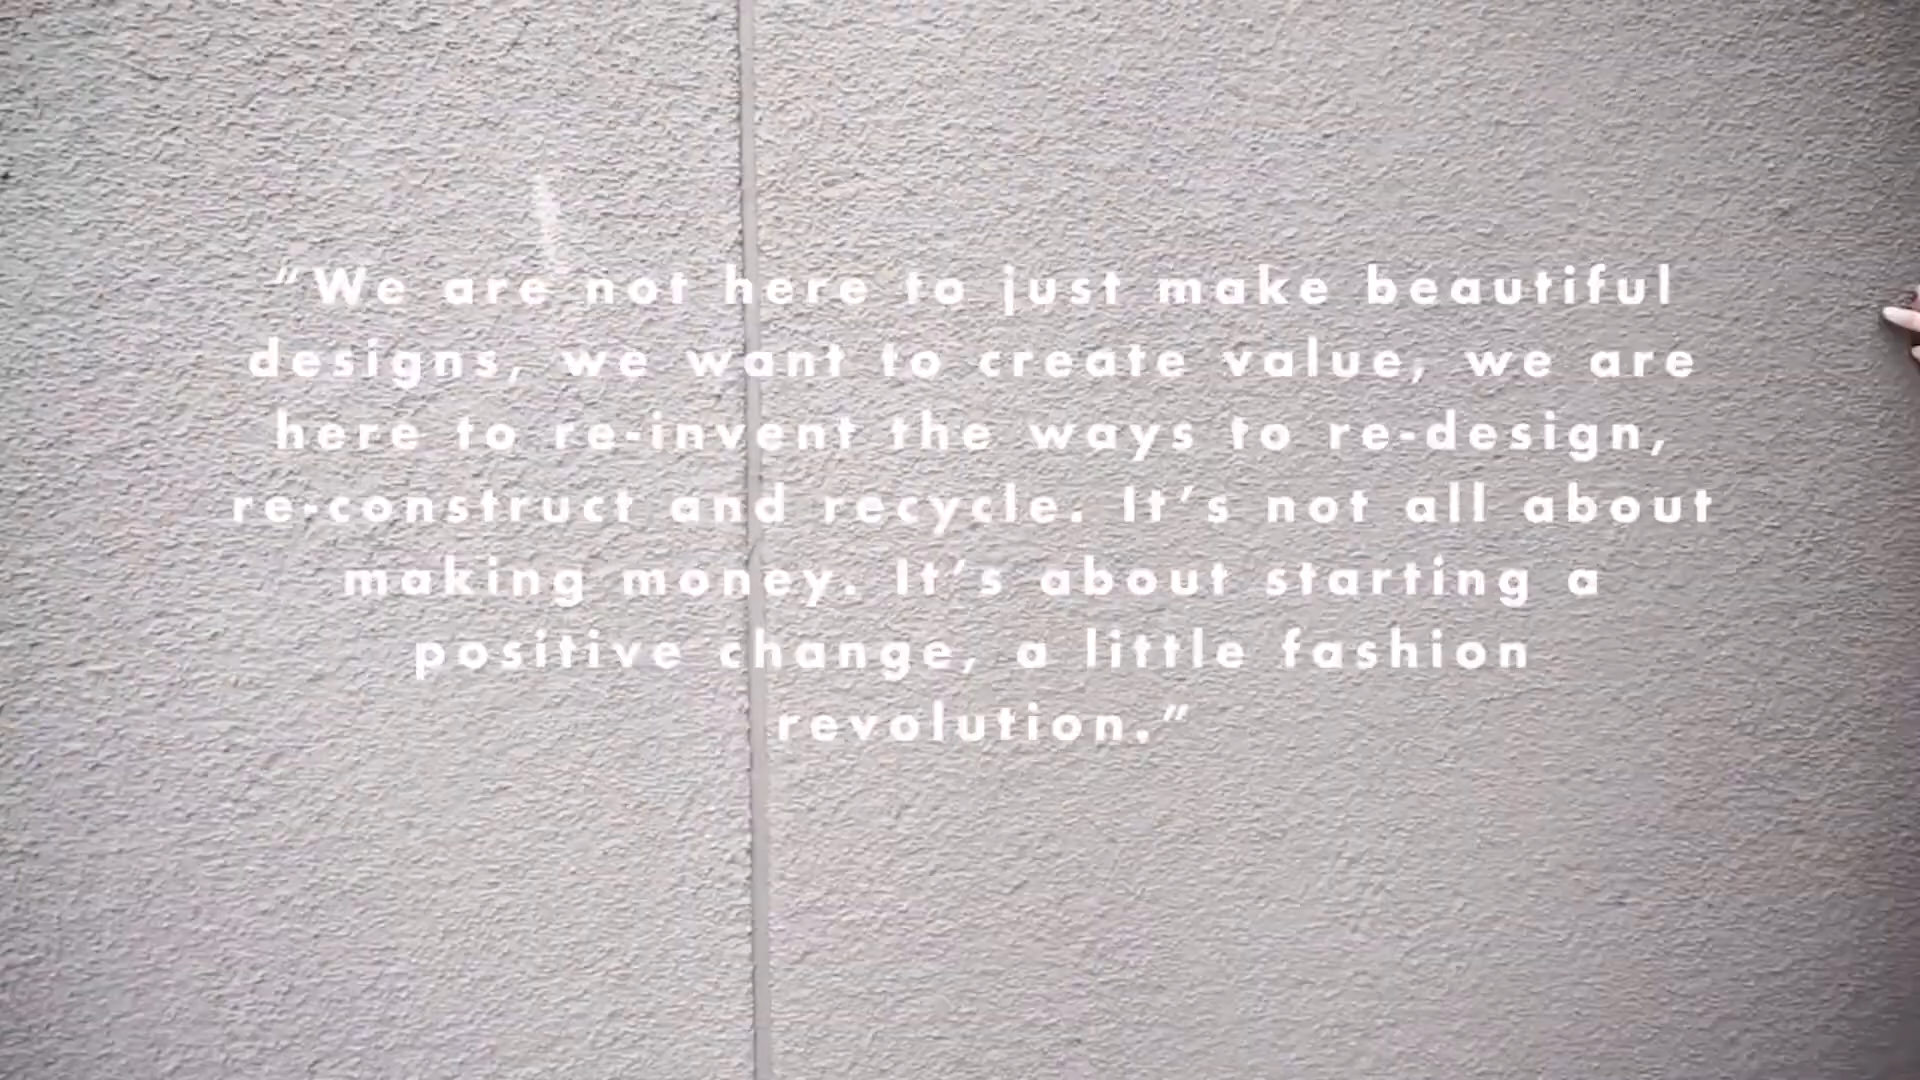 “We are not here to just make beautiful
designs, we want to create value, we are
here to re-invent the ways to re-design,
re-construct and recycle. It’s not all about
making money. It’s about starting a
positive change, a little fashion
revolution.”